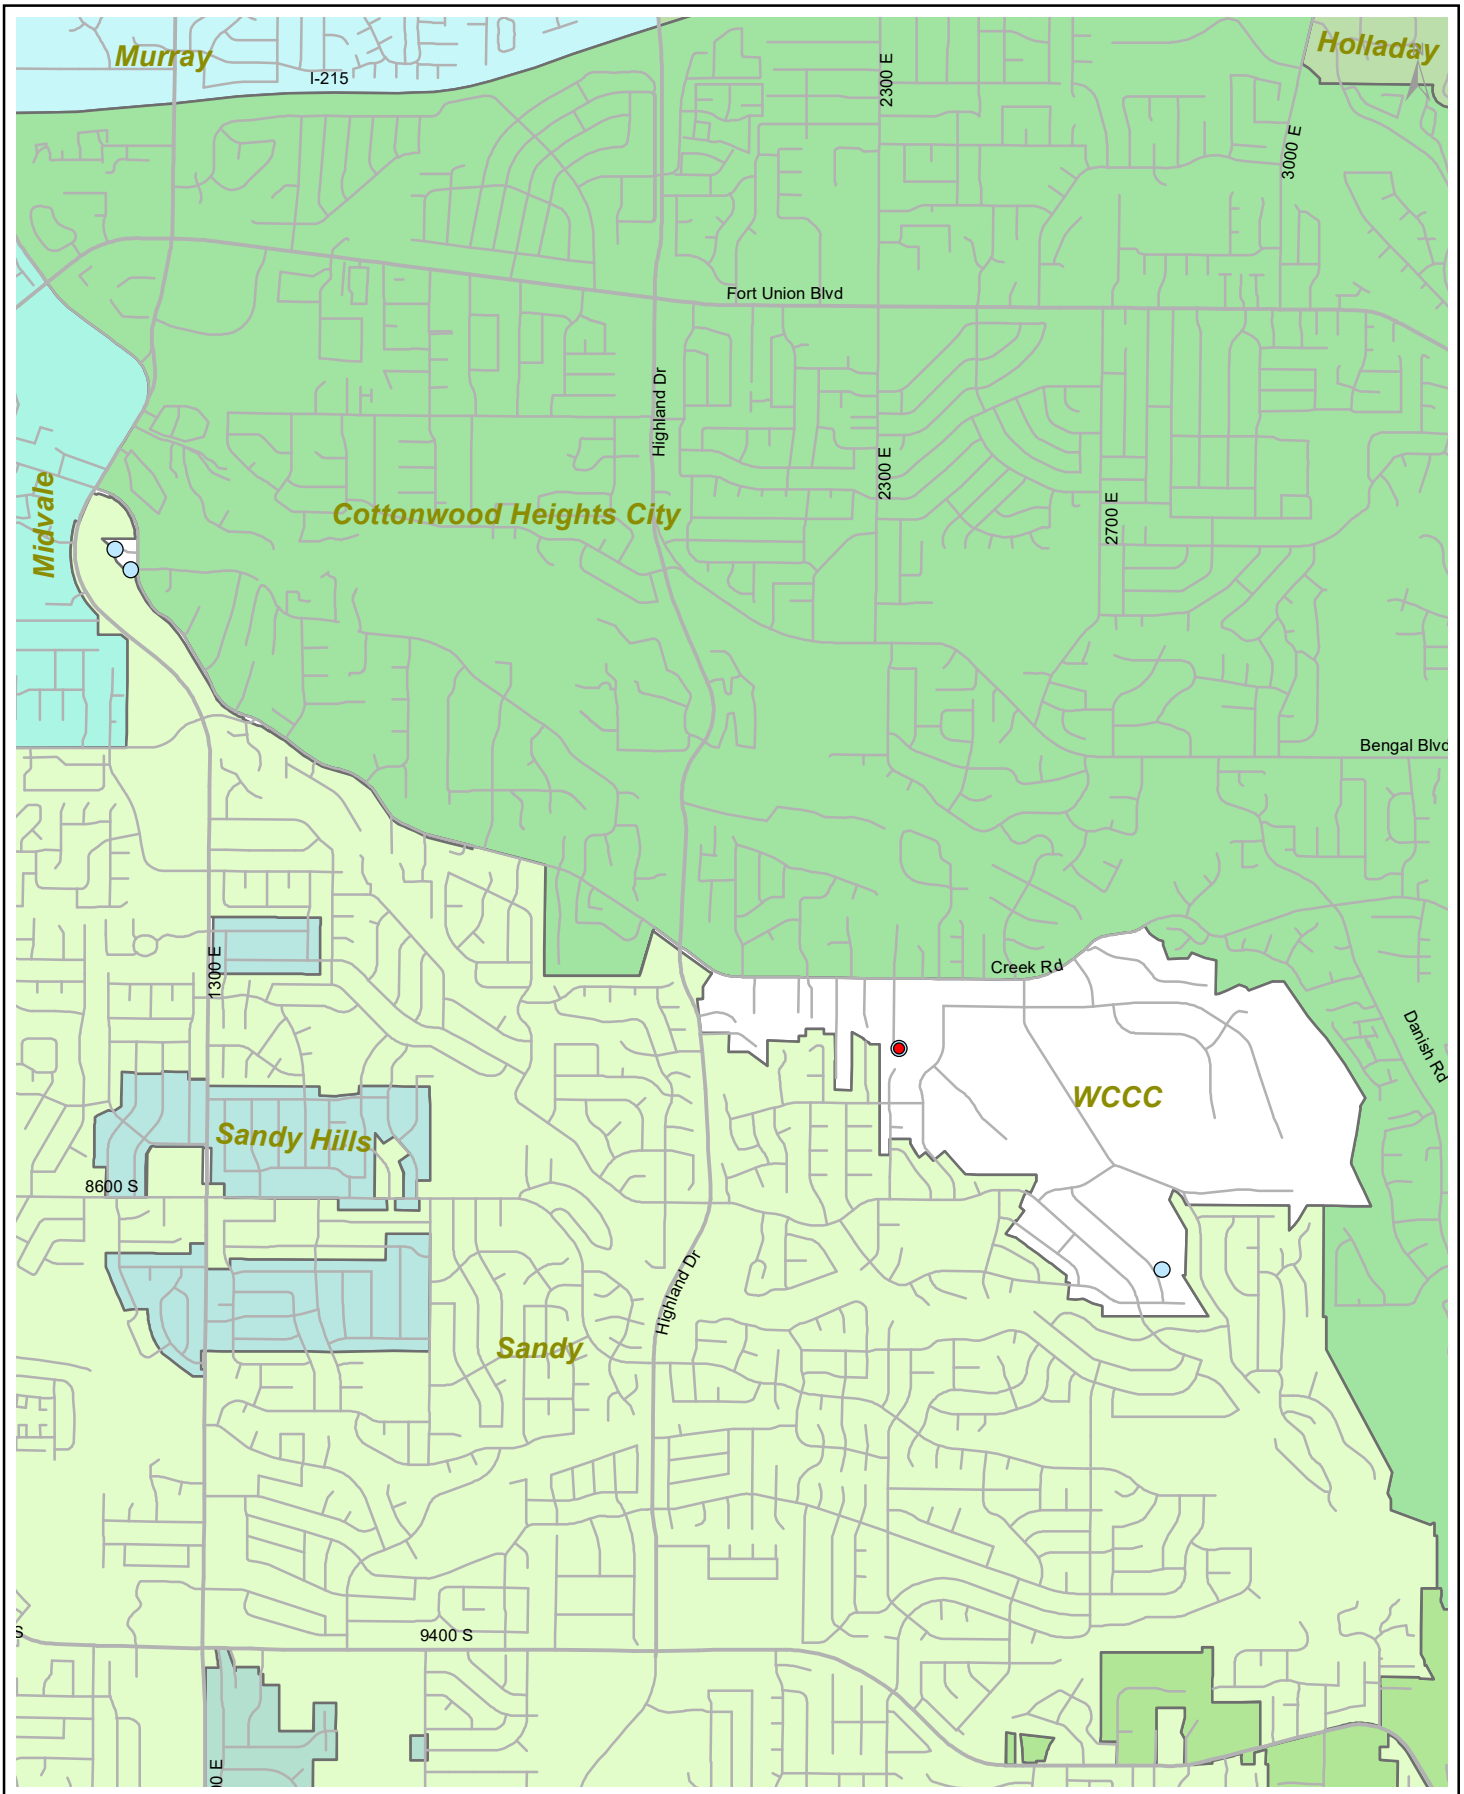 Murray
Holladay
I-215
2300 E
3000 E
Fort Union Blvd
Highland Dr
2300 E
Midvale
Cottonwood Heights City
2700 E
Bengal Blvd
1300 E
Creek Rd
Danish Rd
WCCC
Sandy Hills
8600 S
Highland Dr
Sandy
S
9400 S
00 E